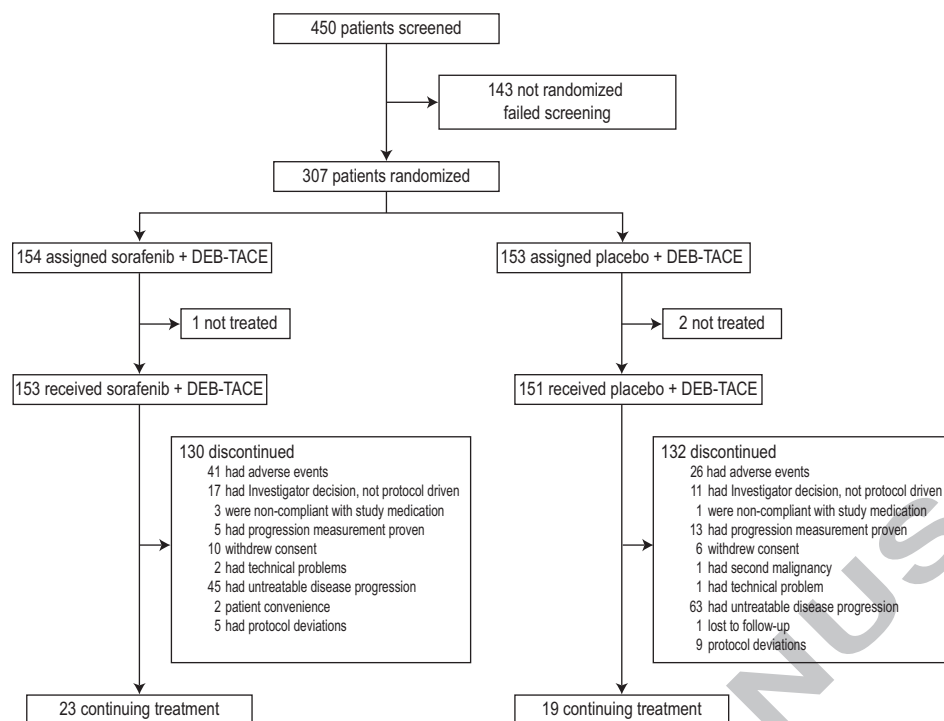 450 patients screened
143 not randomized
failed screening
307 patients randomized
154 assigned sorafenib + DEB-TACE
153 assigned placebo + DEB-TACE
1 not treated
2 not treated
153 received sorafenib + DEB-TACE
151 received placebo + DEB-TACE
130 discontinued
41 had adverse events
17 had Investigator decision, not protocol driven
3 were non-compliant with study medication
5 had progression measurement proven
10 withdrew consent
2 had technical problems
45 had untreatable disease progression
2 patient convenience
5 had protocol deviations
132 discontinued
26 had adverse events
11 had Investigator decision, not protocol driven
1 were non-compliant with study medication
13 had progression measurement proven
6 withdrew consent
1 had second malignancy
1 had technical problem
63 had untreatable disease progression
1 lost to follow-up
9 protocol deviations
23 continuing treatment
19 continuing treatment
NUS